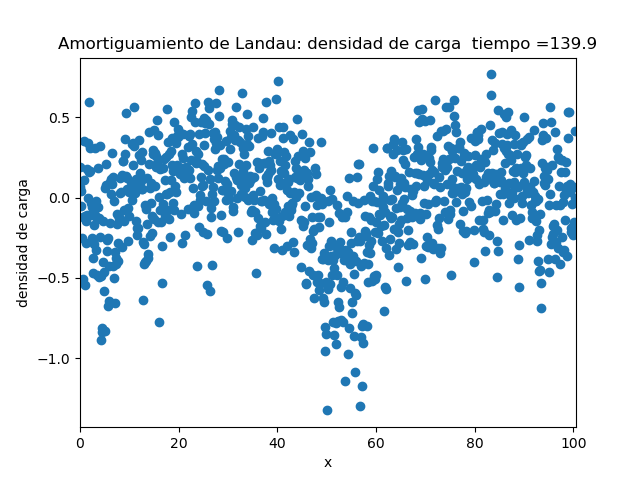 Amortiguamiento de Landau: densidad de carga  tiempo =139.9
0.5
0.0
−0.5
−1.0
densidad de carga
0 20 40 60 80 100
x